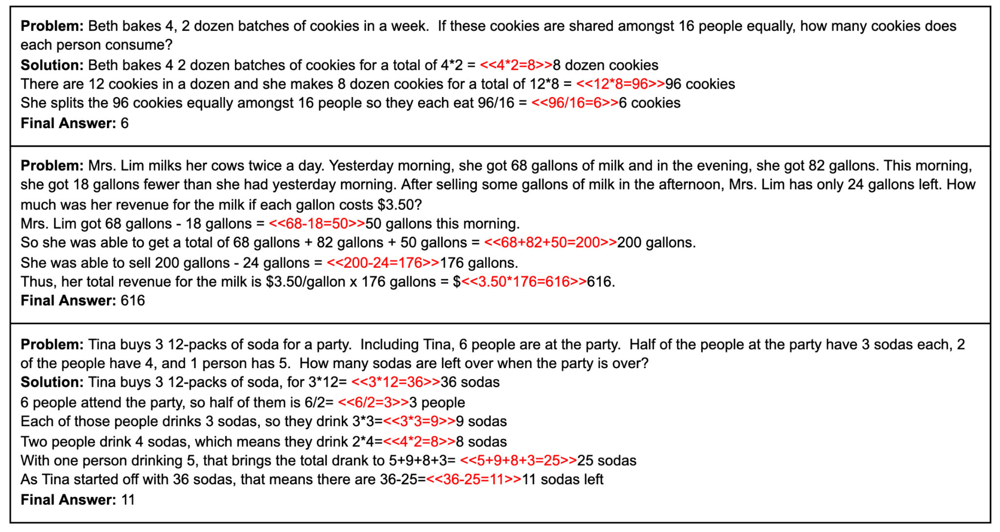 Problem: Beth bakes 4, 2 dozen batches of cookies in a week.  If these cookies are shared amongst 16 people equally, how many cookies does
each person consume?
Solution: Beth bakes 4 2 dozen batches of cookies for a total of 4*2 = <<4*2=8>>8 dozen cookies
There are 12 cookies in a dozen and she makes 8 dozen cookies for a total of 12*8 = <<12*8=96>>96 cookies
She splits the 96 cookies equally amongst 16 people so they each eat 96/16 = <<96/16=6>>6 cookies
Final Answer: 6
Problem: Mrs. Lim milks her cows twice a day. Yesterday morning, she got 68 gallons of milk and in the evening, she got 82 gallons. This morning,
she got 18 gallons fewer than she had yesterday morning. After selling some gallons of milk in the afternoon, Mrs. Lim has only 24 gallons left. How
much was her revenue for the milk if each gallon costs $3.50?
Mrs. Lim got 68 gallons - 18 gallons = <<68-18=50>>50 gallons this morning.
So she was able to get a total of 68 gallons + 82 gallons + 50 gallons = <<68+82+50=200>>200 gallons.
She was able to sell 200 gallons - 24 gallons = <<200-24=176>>176 gallons.
Thus, her total revenue for the milk is $3.50/gallon x 176 gallons = $<<3.50*176=616>>616.
Final Answer: 616
Problem: Tina buys 3 12-packs of soda for a party.  Including Tina, 6 people are at the party.  Half of the people at the party have 3 sodas each, 2
of the people have 4, and 1 person has 5.  How many sodas are left over when the party is over?
Solution: Tina buys 3 12-packs of soda, for 3*12= <<3*12=36>>36 sodas
6 people attend the party, so half of them is 6/2= <<6/2=3>>3 people
Each of those people drinks 3 sodas, so they drink 3*3=<<3*3=9>>9 sodas
Two people drink 4 sodas, which means they drink 2*4=<<4*2=8>>8 sodas
With one person drinking 5, that brings the total drank to 5+9+8+3= <<5+9+8+3=25>>25 sodas
As Tina started off with 36 sodas, that means there are 36-25=<<36-25=11>>11 sodas left
Final Answer: 11